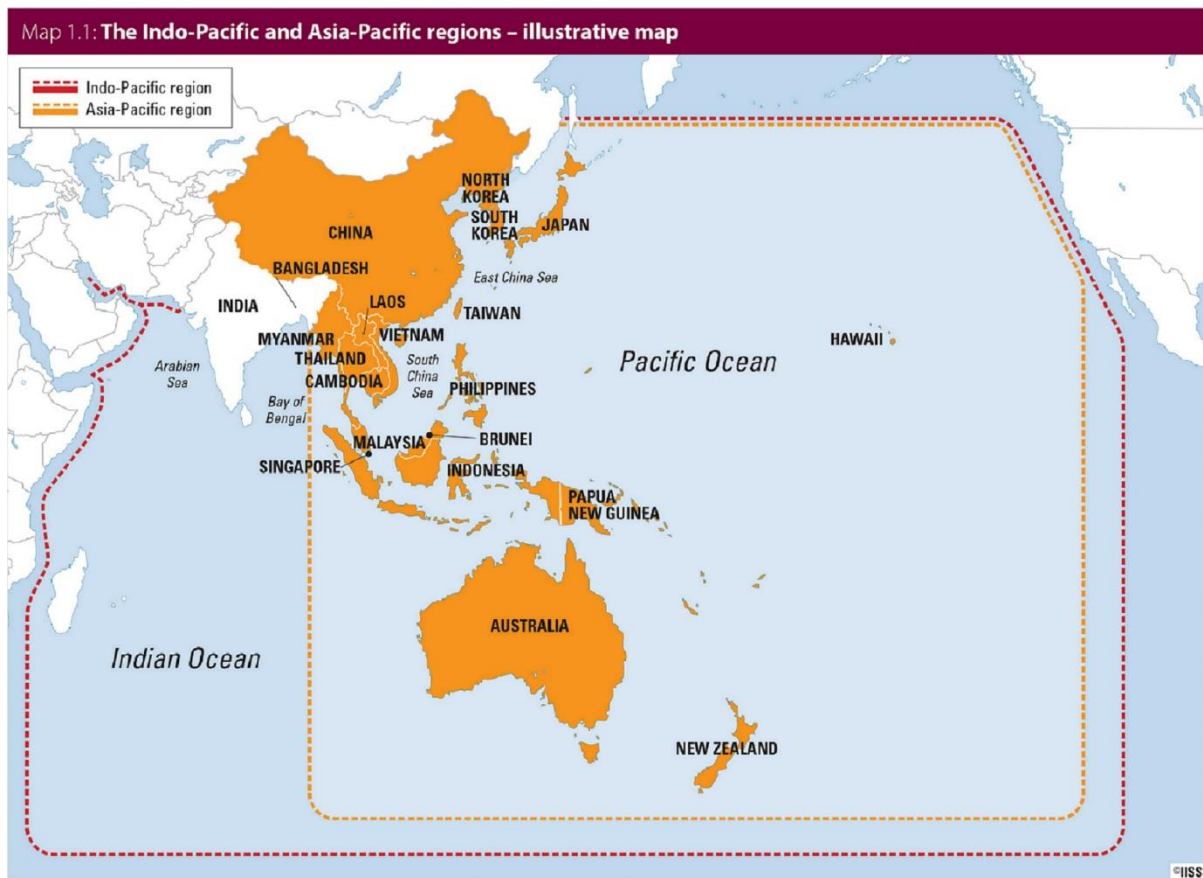 Map 1.1: The Indo-Pacific and Asia-Pacific regions – illustrative map
Indo-Pacific region
Asia-Pacific region
NORTH
KOREA
SOUTH
KOREA
JAPAN
CHINA
BANGLADESH
East China Sea
INDIA
LAOS
TAIWAN
MYANMAR
VIETNAM
HAWAII
THAILAND
South
China
Sea
Pacific Ocean
Arabian
Sea
CAMBODIA
PHILIPPINES
Bay of
Bengal
MALAYSIA
BRUNEI
SINGAPORE
INDONESIA
PAPUA
NEW GUINEA
AUSTRALIA
Indian Ocean
NEW ZEALAND
©IISS